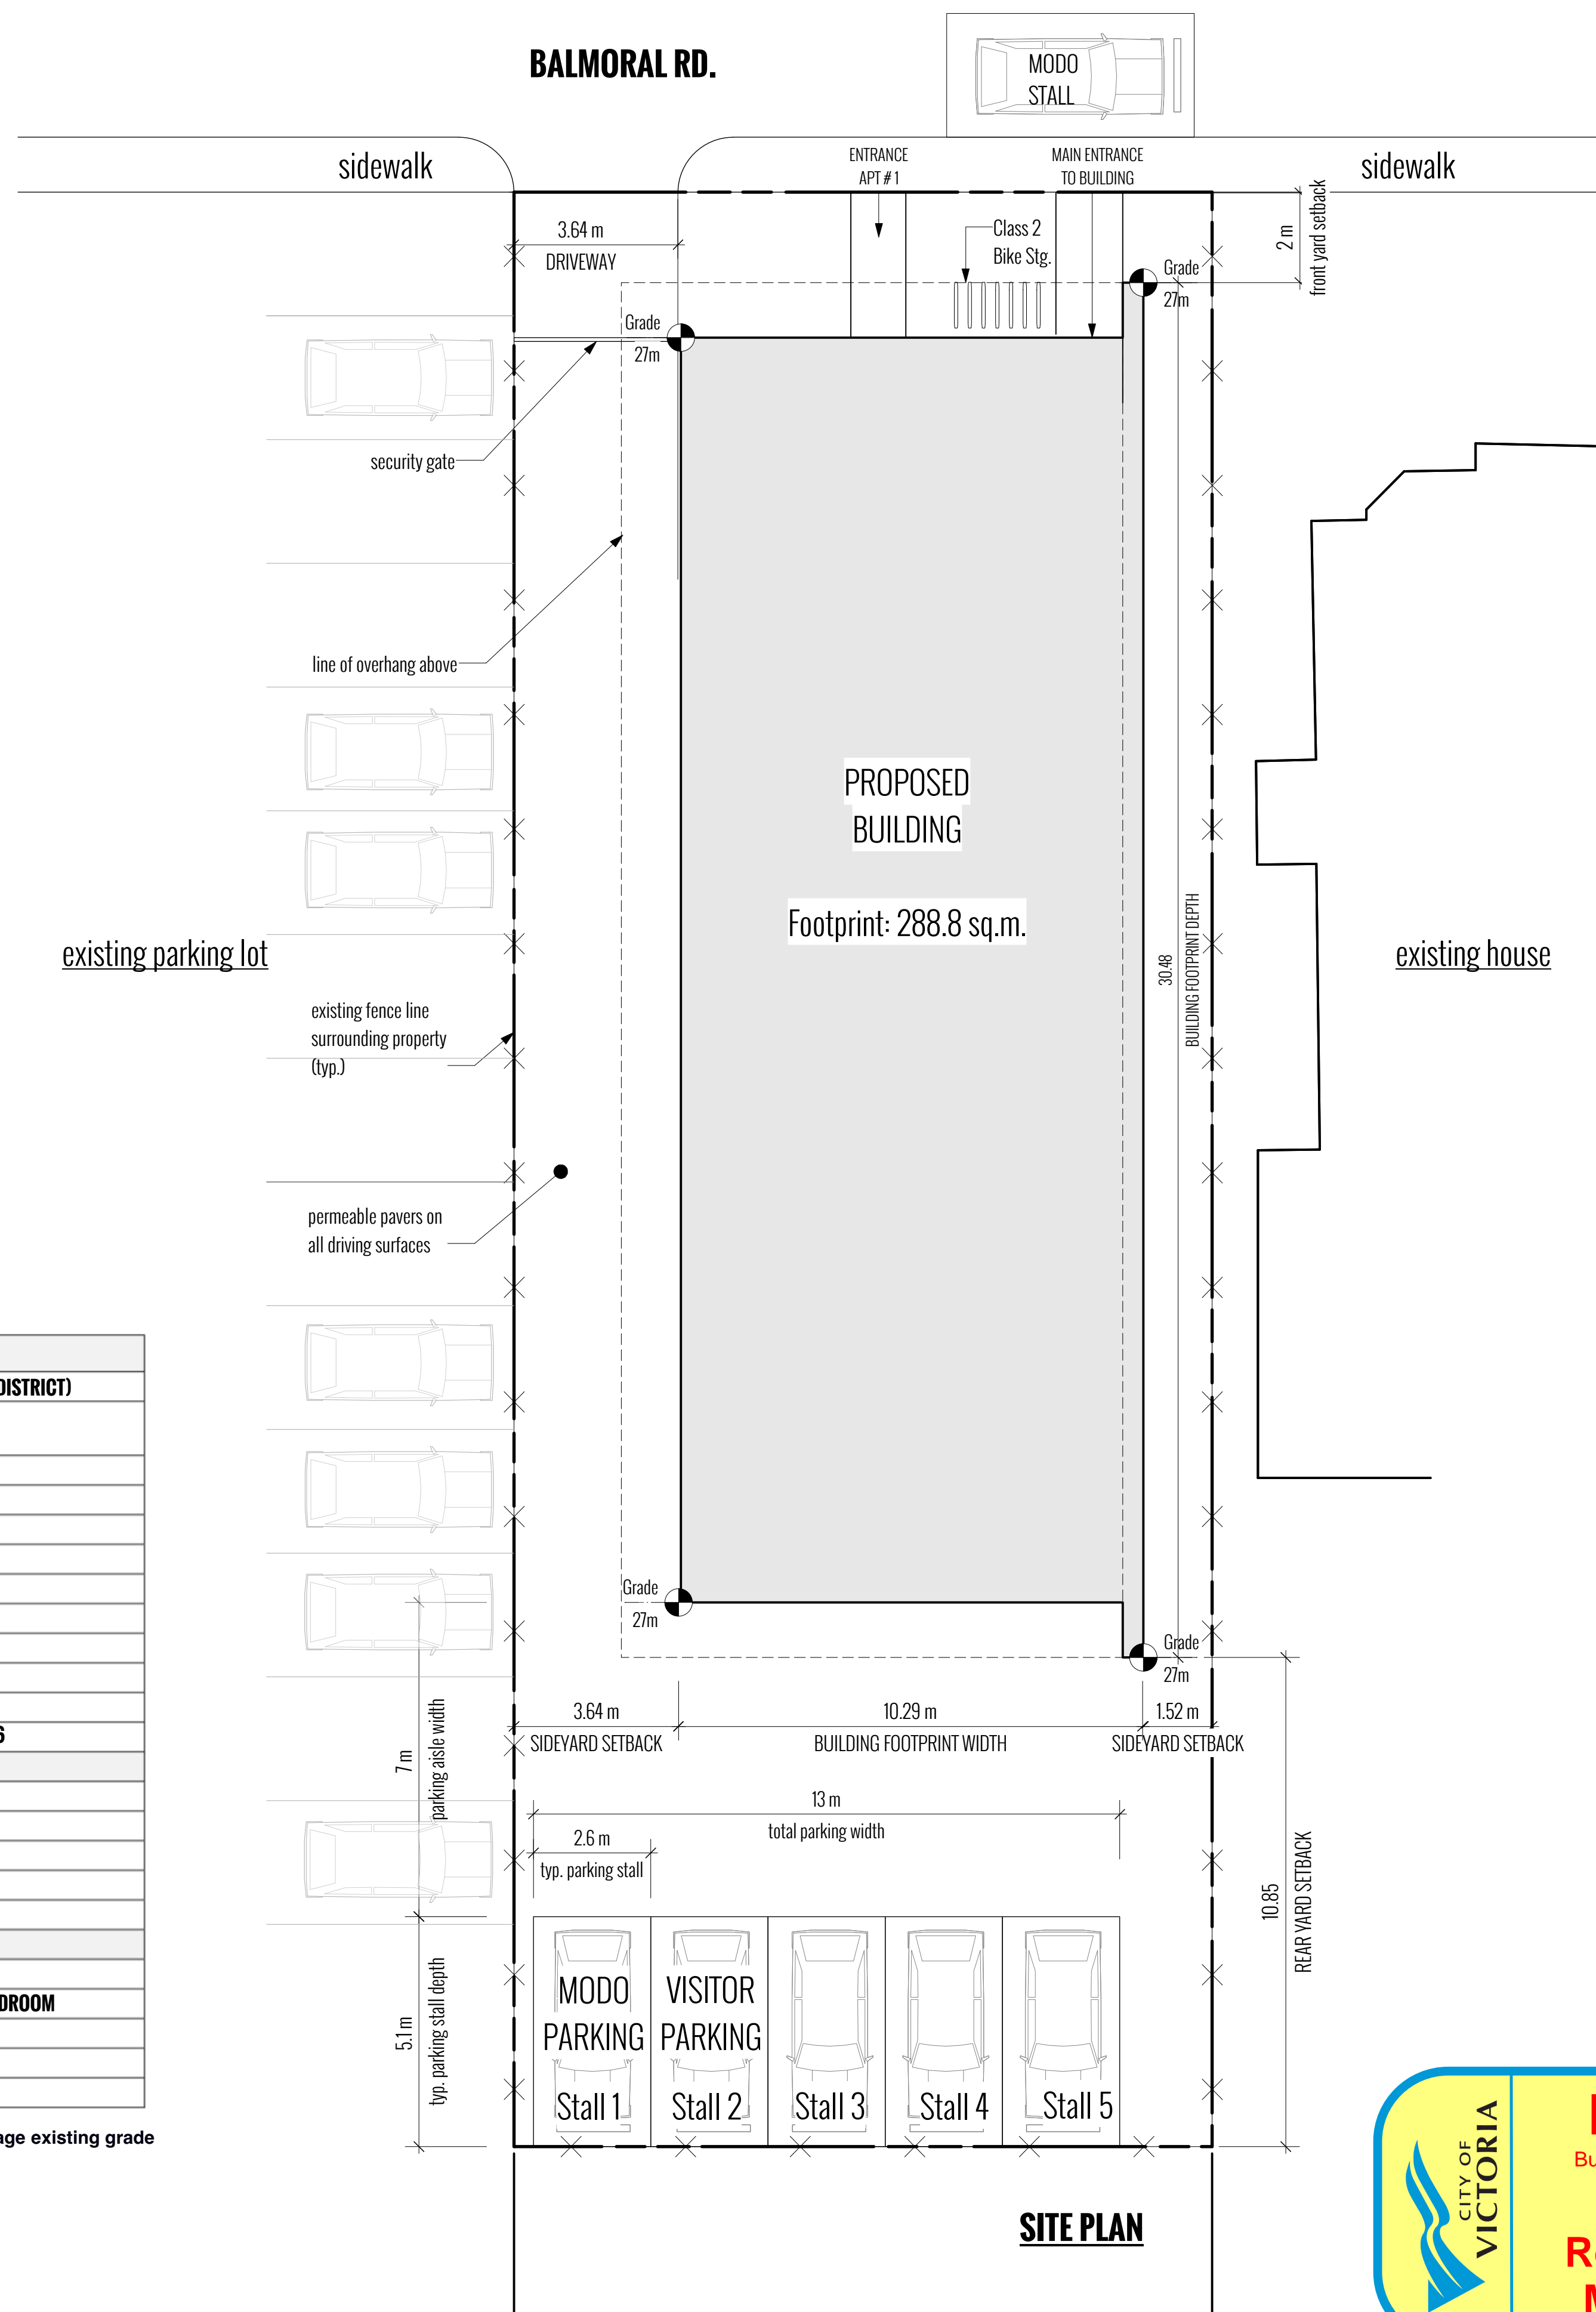 BALMORAL RD.
MODO
STALL
sidewalk
ENTRANCE
APT # 1
MAIN ENTRANCE
TO BUILDING
sidewalk
3.64 m
DRIVEWAY
Class 2
Bike Stg.
2 m
front yard setback
Grade
27m
Grade
27m
security gate
line of overhang above
PROPOSED
BUILDING
Footprint: 288.8 sq.m.
existing parking lot
30.48
BUILDING FOOTPRINT DEPTH
existing house
existing fence line
surrounding property
(typ.)
permeable pavers on
all driving surfaces
DISTRICT)
Grade
27m
Grade
27m
3.64 m
SIDEYARD SETBACK
10.29 m
BUILDING FOOTPRINT WIDTH
1.52 m
SIDEYARD SETBACK
6
7 m
parking aisle width
13 m
total parking width
2.6 m
typ. parking stall
10.85
REAR YARD SETBACK
5.1 m
typ. parking stall depth
DROOM
MODO
PARKING
Stall 1
VISITOR
PARKING
Stall 2
Stall 3
Stall 4
Stall 5
age existing grade
SITE PLAN
CITY OF
VICTORIA
Bu